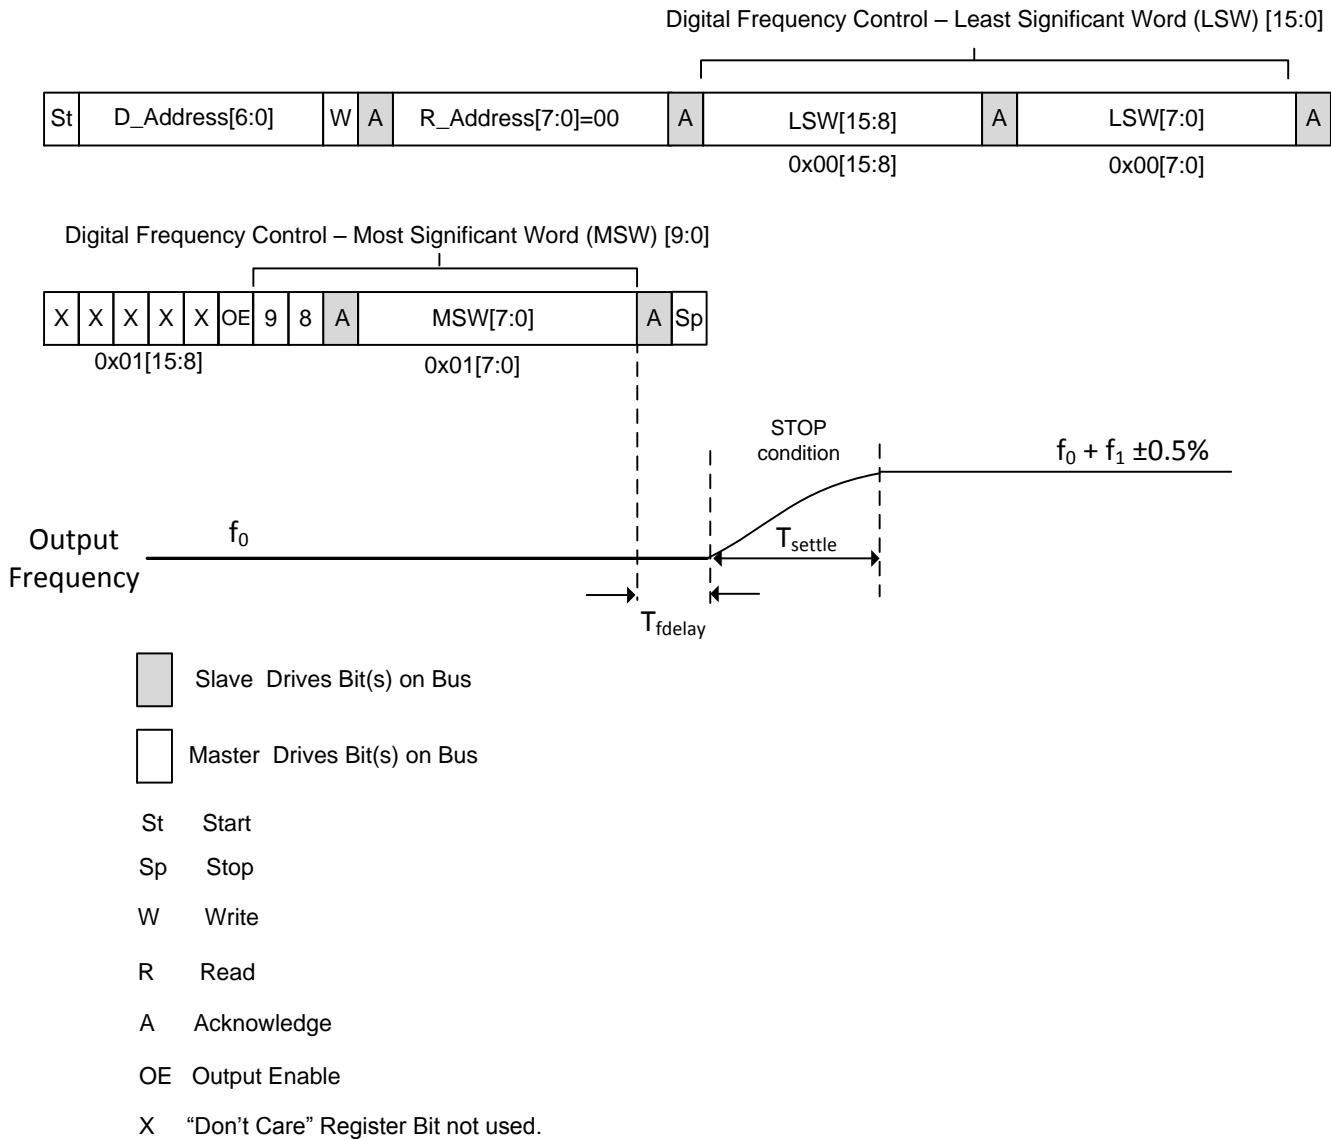 Digital Frequency Control – Least Significant Word (LSW) [15:0]
St D_Address[6:0] W A R_Address[7:0]=00 A LSW[15:8] A LSW[7:0] A
0x00[15:8] 0x00[7:0]
Digital Frequency Control – Most Significant Word (MSW) [9:0]
X X X X X OE 9 8 A MSW[7:0] A Sp
0x01[15:8] 0x01[7:0]
STOP
condition
f0 + f1 ±0.5%
f0
Output
Frequency
Tsettle
Tfdelay
Slave Drives Bit(s) on Bus
Master Drives Bit(s) on Bus
St Start
Sp Stop
W Write
R Read
A Acknowledge
OE Output Enable
X “Don’t Care” Register Bit not used.